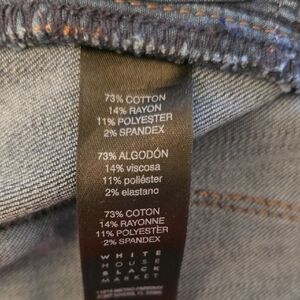 73% COTTON
14% RAYON
11% POLYESTER
2% SPANDEX
73% ALGODÓN
14% viscosa
11% poliéster
2% elastano
73% COTON
14% RAYONNE
11% POLYESTER
2% SPANDEX
WHITE
HOUSE
BLACK
MARKET